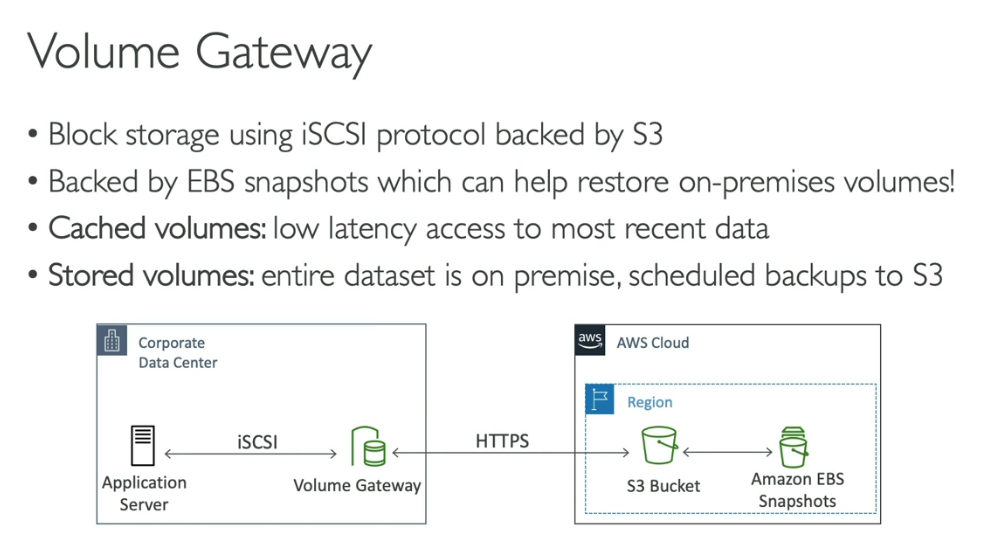 Volume Gateway
• Block storage using iSCSI protocol backed by S3
• Backed by EBS snapshots which can help restore on-premises volumes!
• Cached volumes: low latency access to most recent data
• Stored volumes: entire dataset is on premise, scheduled backups to S3
Corporate
Data Center
aws
AWS Cloud
Region
iSCSI
HTTPS
Application
Server
Volume Gateway
S3 Bucket
Amazon EBS
Snapshots